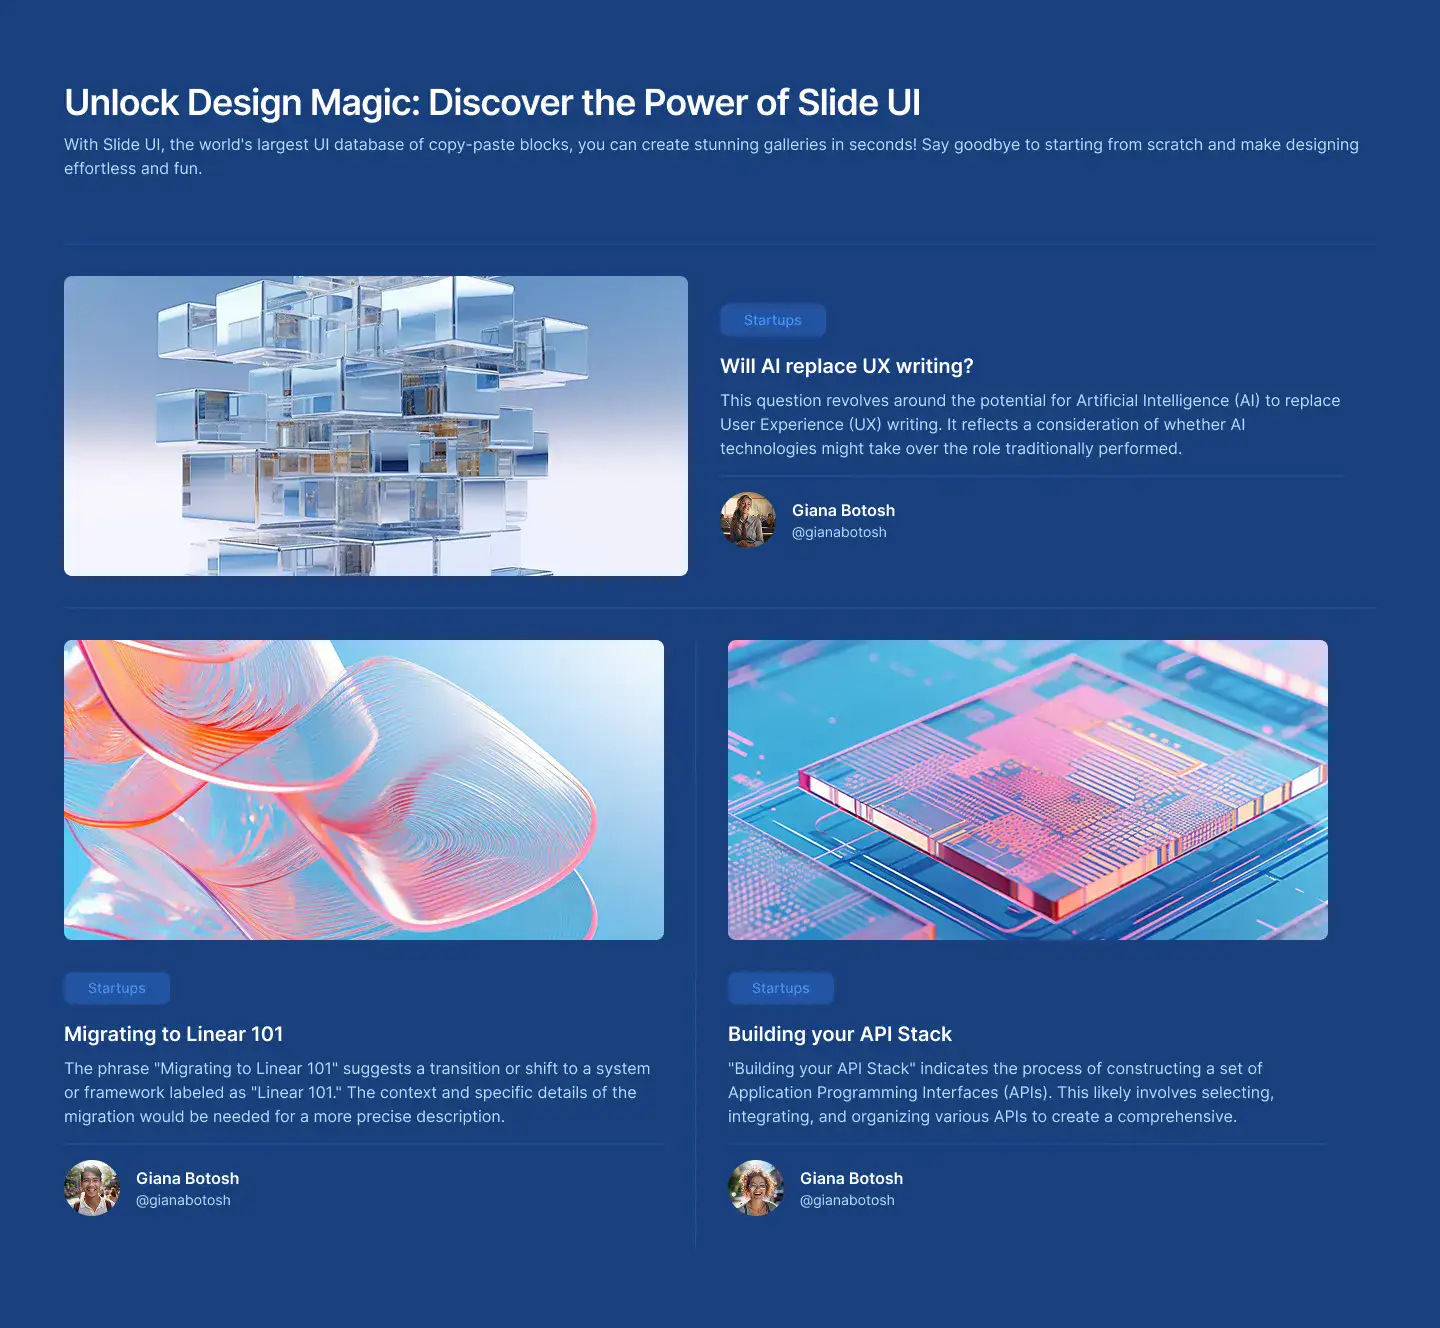 Unlock Design Magic: Discover the Power of Slide UI
With Slide UI, the world's largest UI database of copy-paste blocks, you can create stunning galleries in seconds! Say goodbye to starting from scratch and make designing
effortless and fun.
Startups
Will AI replace UX writing?
This question revolves around the potential for Artificial Intelligence (AI) to replace
User Experience (UX) writing. It reflects a consideration of whether AI
technologies might take over the role traditionally performed.
Giana Botosh
@gianabotosh
Startups
Migrating to Linear 101
The phrase "Migrating to Linear 101" suggests a transition or shift to a system
or framework labeled as "Linear 101." The context and specific details of the
migration would be needed for a more precise description.
Giana Botosh
@gianabotosh
Startups
Building your API Stack
"Building your API Stack" indicates the process of constructing a set of
Application Programming Interfaces (APIs). This likely involves selecting,
integrating, and organizing various APIs to create a comprehensive.
Giana Botosh
@gianabotosh